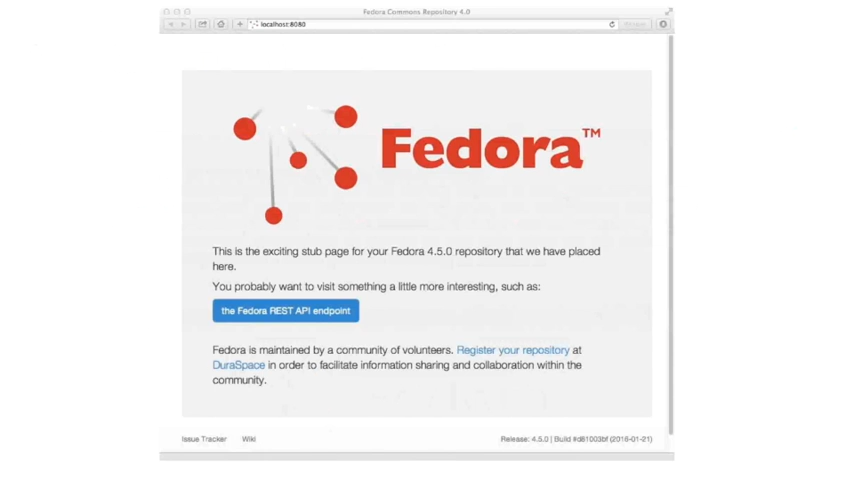 Fedora Commons Repository 4.0
localhost:8080
Fedora™
This is the exciting stub page for your Fedora 4.5.0 repository that we have placed
here.
You probably want to visit something a little more interesting, such as:
the Fedora REST API endpoint
Fedora is maintained by a community of volunteers. Register your repository at
DuraSpace in order to facilitate information sharing and collaboration within the
community.
Issue Tracker Wiki
Release: 4.5.0 | Build #d81003bf (2016-01-21)